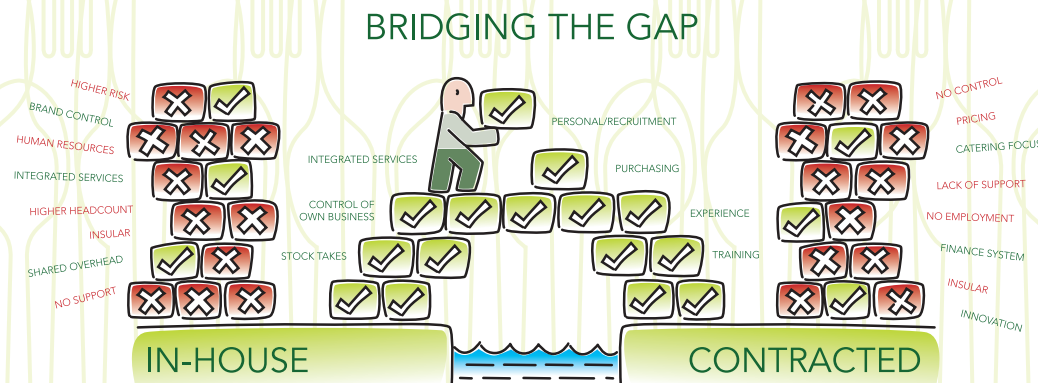 BRIDGING THE GAP
HIGHER RISK
BRAND CONTROL
HUMAN RESOURCES
INTEGRATED SERVICES
HIGHER HEADCOUNT
INSULAR
SHARED OVERHEAD
NO SUPPORT
INTEGRATED SERVICES
CONTROL OF
OWN BUSINESS
STOCK TAKES
PERSONAL/RECRUITMENT
PURCHASING
EXPERIENCE
TRAINING
NO CONTROL
PRICING
CATERING FOCUS
LACK OF SUPPORT
NO EMPLOYMENT
FINANCE SYSTEM
INSULAR
INNOVATION
IN-HOUSE
CONTRACTED